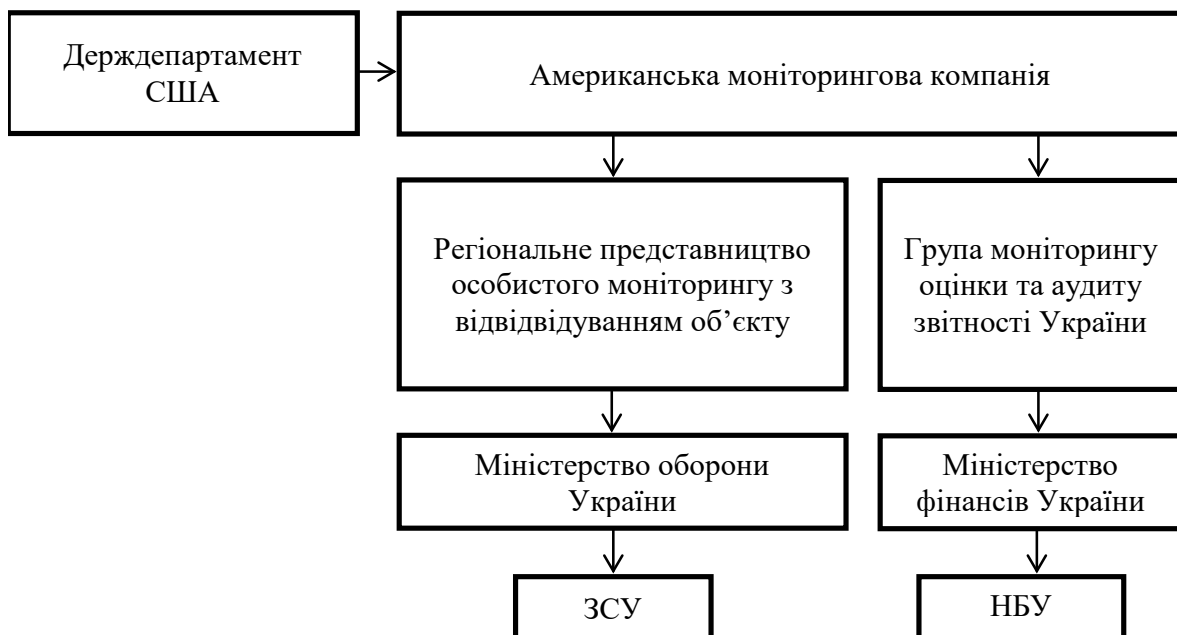 Держдепартамент
США
Американська моніторингова компанія
Регіональне представництво
особистого моніторингу з
відвідвідуванням об’єкту
Група моніторингу
оцінки та аудиту
звітності України
Міністерство оборони
України
Міністерство
фінансів України
ЗСУ
НБУ